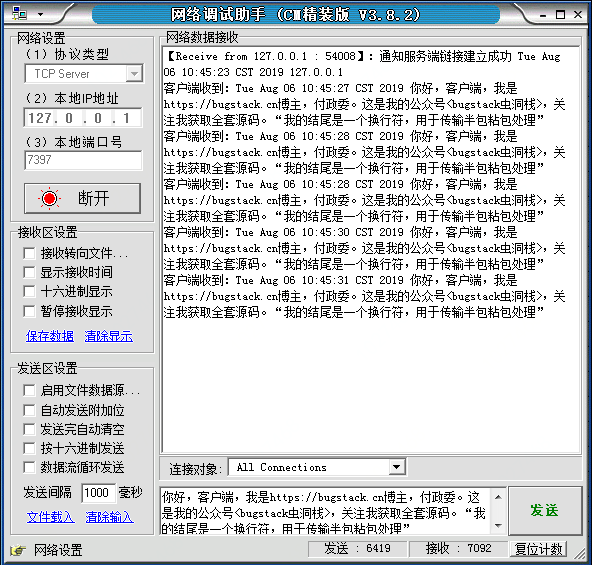 网络调试助手 (C■精装版 V3.8.2)
网络设置
(1) 协议类型
TCP Server
(2) 本地IP地址
127. 0 . 0 . 1
(3) 本地端口号
7397
断开
接收区设置
接收转向文件...
显示接收时间
十六进制显示
暂停接收显示
保存数据 清除显示
发送区设置
启用文件数据源...
自动发送附加位
发送完自动清空
按十六进制发送
数据流循环发送
发送间隔 1000 毫秒
文件载入 清除输入
网络数据接收
【Receive from 127.0.0.1 : 54008】：通知服务端链接建立成功 Tue Aug
06 10:45:23 CST 2019 127.0.0.1
客户端收到：Tue Aug 06 10:45:27 CST 2019 你好，客户端，我是
https://bugstack.cn博主，付政委。这是我的公众号<bugstack虫洞栈>，关
注我获取全套源码。“我的结尾是一个换行符，用于传输半包粘包处理”
客户端收到：Tue Aug 06 10:45:28 CST 2019 你好，客户端，我是
https://bugstack.cn博主，付政委。这是我的公众号<bugstack虫洞栈>，关
注我获取全套源码。“我的结尾是一个换行符，用于传输半包粘包处理”
客户端收到：Tue Aug 06 10:45:28 CST 2019 你好，客户端，我是
https://bugstack.cn博主，付政委。这是我的公众号<bugstack虫洞栈>，关
注我获取全套源码。“我的结尾是一个换行符，用于传输半包粘包处理”
客户端收到：Tue Aug 06 10:45:30 CST 2019 你好，客户端，我是
https://bugstack.cn博主，付政委。这是我的公众号<bugstack虫洞栈>，关
注我获取全套源码。“我的结尾是一个换行符，用于传输半包粘包处理”
客户端收到：Tue Aug 06 10:45:31 CST 2019 你好，客户端，我是
https://bugstack.cn博主，付政委。这是我的公众号<bugstack虫洞栈>，关
注我获取全套源码。“我的结尾是一个换行符，用于传输半包粘包处理”
连接对象: All Connections
你好，客户端，我是https://bugstack.cn博主，付政委。这
是我的公众号<bugstack虫洞栈>，关注我获取全套源码。“我
的结尾是一个换行符，用于传输半包粘包处理”
发送
网络设置
发送 : 6419
接收 : 7092
复位计数